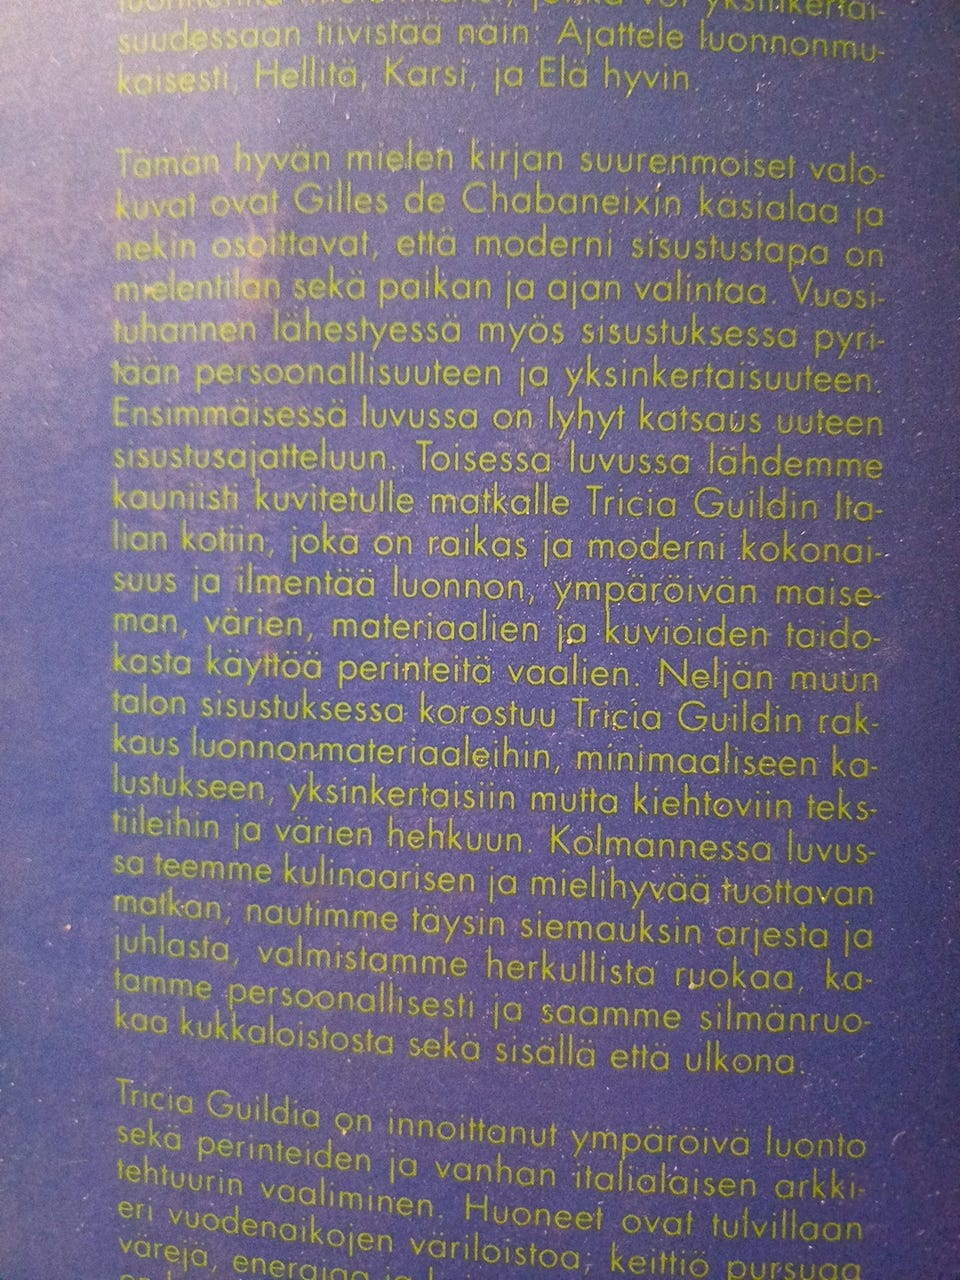 suudessaan tiivistää näin: Ajattele luonnonmu-
kaisesti, Hellitä, Karsi, ja Elä hyvin.
Tämän hyvän mielen kirjan suurenmoiset valo-
kuvat ovat Gilles de Chabaneixin käsialaa ja
nekin osoittavat, että moderni sisustustapa on
mielentilan sekä paikan ja ajan valintaa. Vuosi-
tuhannen lähestyessä myös sisustuksessa pyri-
tään persoonallisuuteen ja yksinkertaisuuteen.
Ensimmäisessä luvussa on lyhyt katsaus uuteen
sisustusajatteluun. Toisessa luvussa lähdemme
kauniisti kuvitetulle matkalle Tricia Guildin Ita-
lian kotiin, joka on raikas ja moderni kokonai-
suus ja ilmentää luonnon, ympäröivän maise-
man, värien, materiaalien ja kuvioiden taido-
kasta käyttöä perinteitä vaalien. Neljän muun
talon sisustuksessa korostuu Tricia Guildin rak-
kaus luonnonmateriaaleihin, minimaaliseen ka-
lustukseen, yksinkertaisiin mutta kiehtoviin teks-
tiileihin ja värien hehkuun. Kolmannessa luvus-
sa teemme kulinaarisen ja mielihyvää tuottavan
matkan; nautimme täysin siemauksin arjesta ja
juhlasta, valmistamme herkullista ruokaa, ka-
tamme persoonallisesti ja saamme silmänruo-
kaa kukkaloistosta sekä sisällä että ulkona.
Tricia Guildia on innoittanut ympäröivä luonto
sekä perinteiden ja vanhan italialaisen arkki-
tehtuurin vaaliminen. Huoneet ovat tulvillaan
eri vuodenaikojen väriloistoa; keittiö pursuaa
värejä, energiaa ja